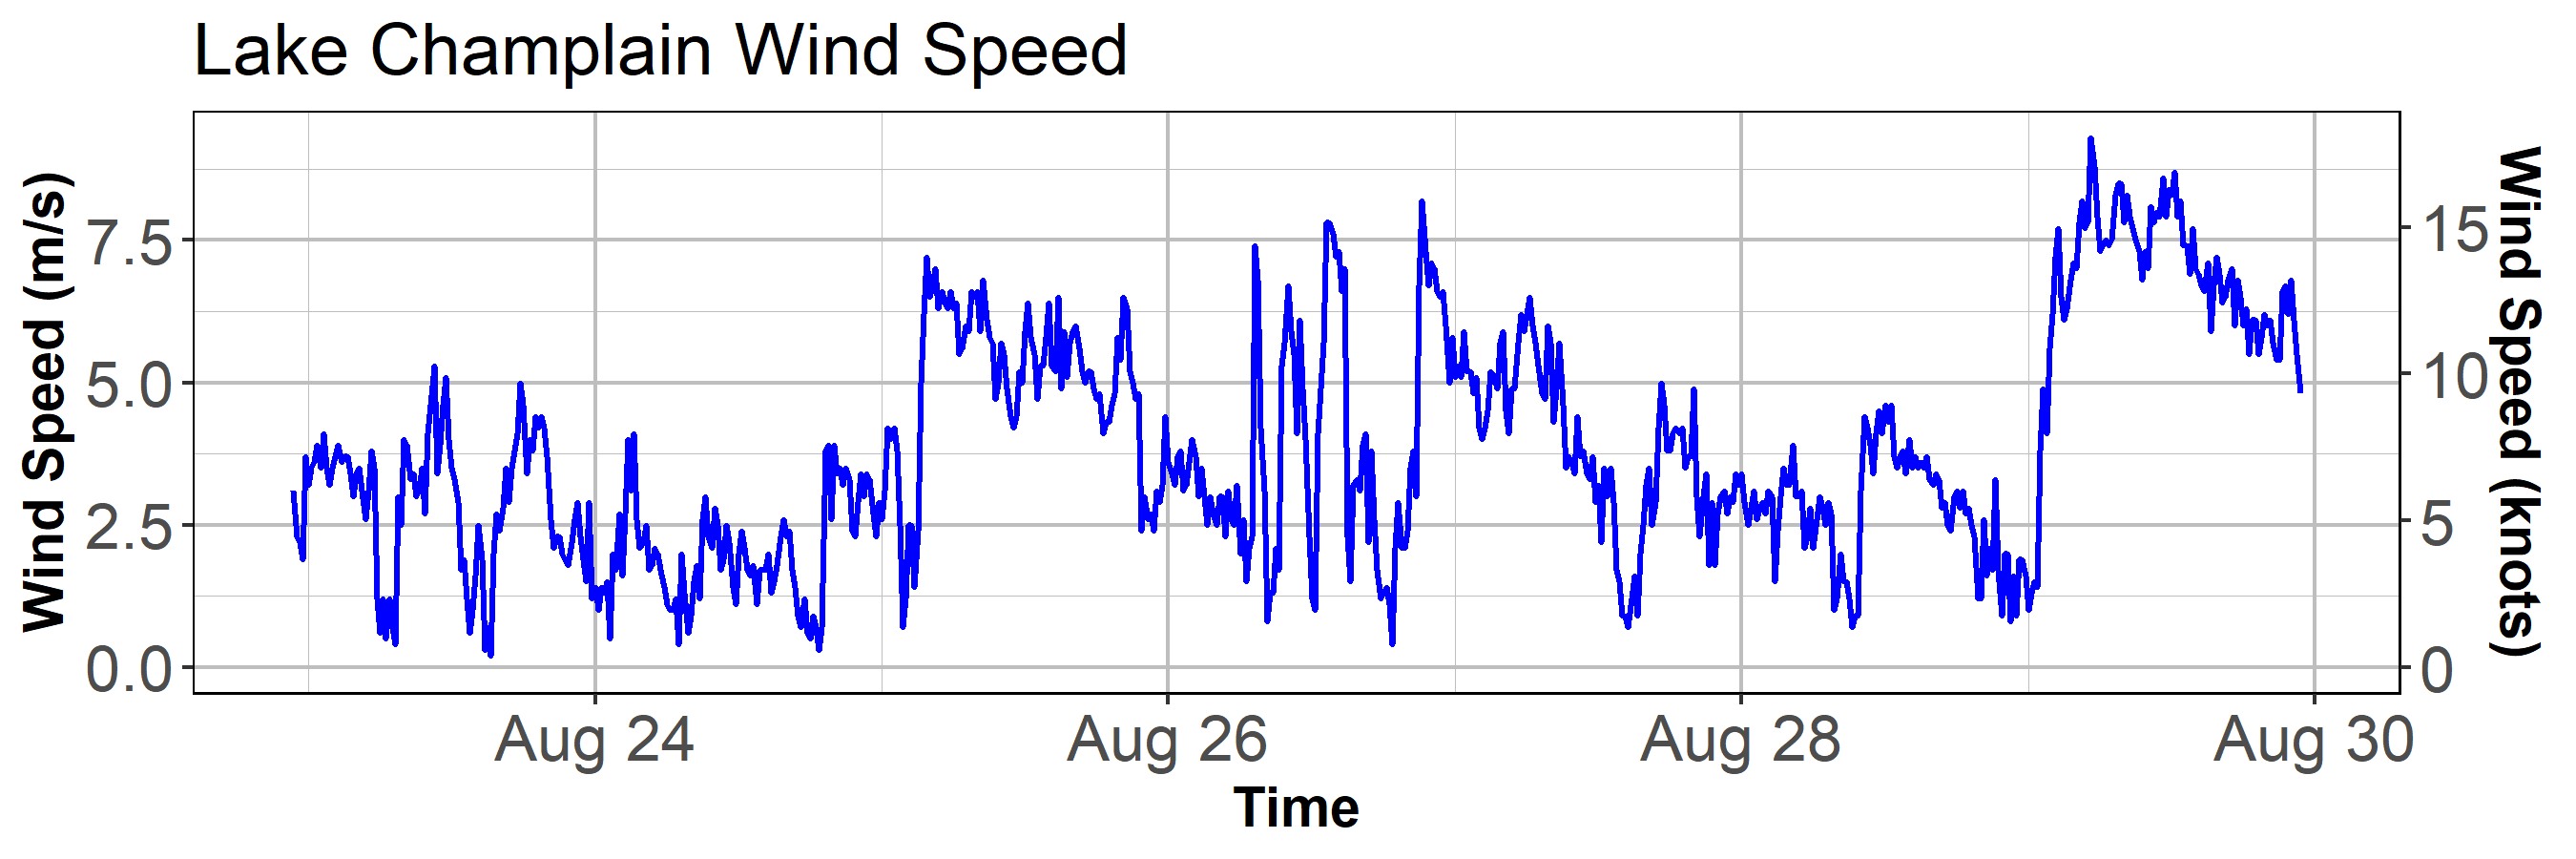 Lake Champlain Wind Speed
Wind Speed (m/s)
7.5
5.0
2.5
0.0
15
10
5
0
Wind Speed (knots)
Aug 24
Aug 26
Aug 28
Aug 30
Time